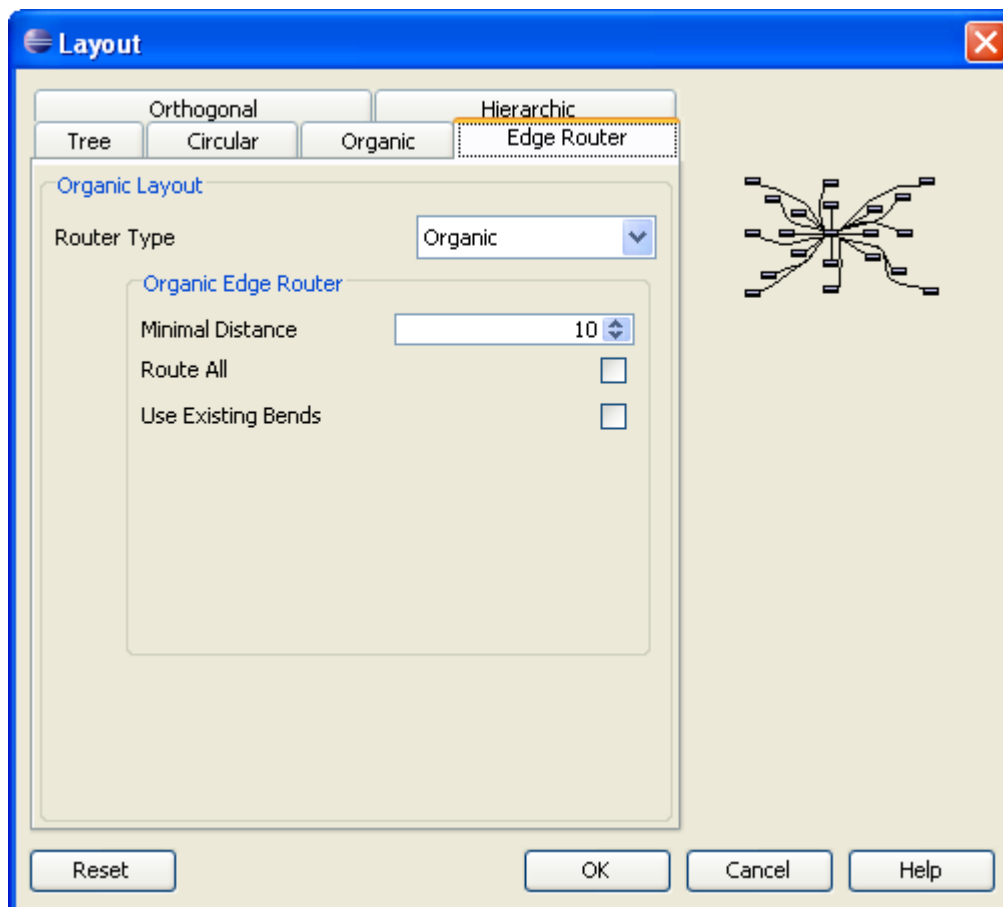 Layout
Orthogonal Hierarchic
Tree Circular Organic Edge Router
Organic Layout
Router Type Organic
Organic Edge Router
Minimal Distance 10
Route All
Use Existing Bends
Reset OK Cancel Help